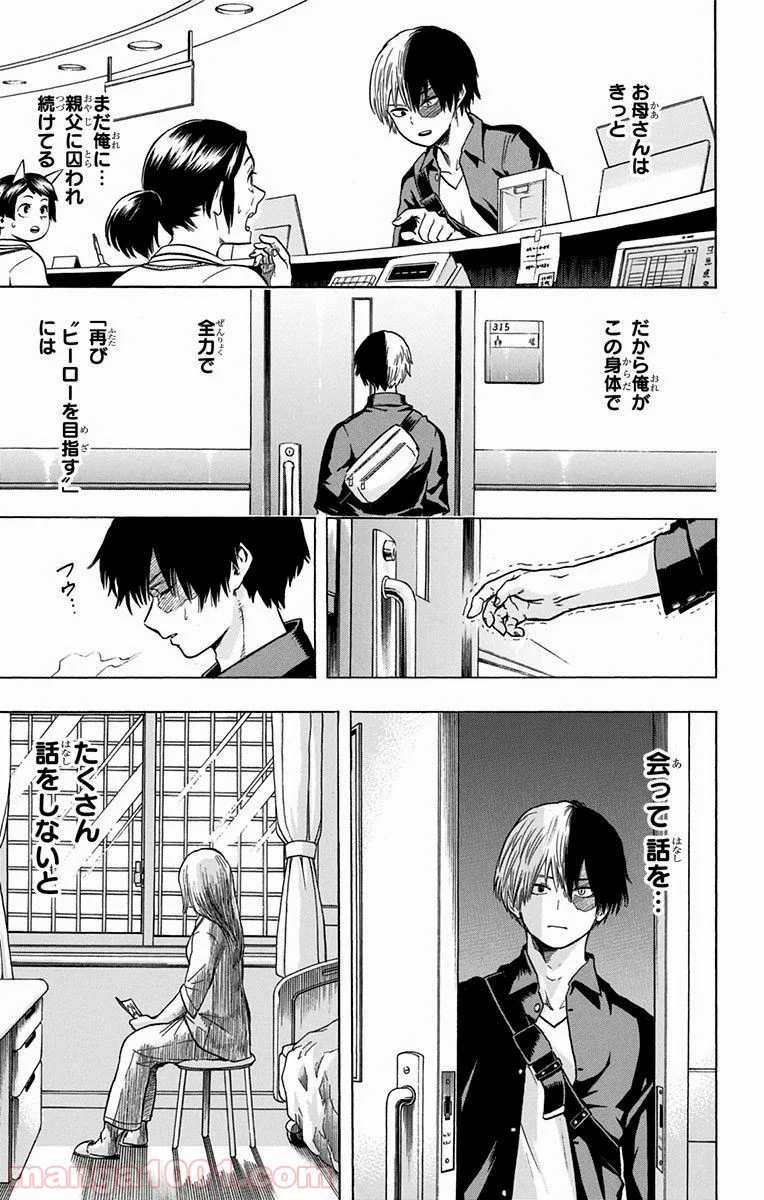 お母さんは
きっと
まだ俺に…
親父に囚われ
続けてる
だから俺が
この身体で
全力で
「再び
〝ヒーローを目指す〟」
には
315
フゥ…
会って話を…
たくさん
話をしないと
manga1001.com